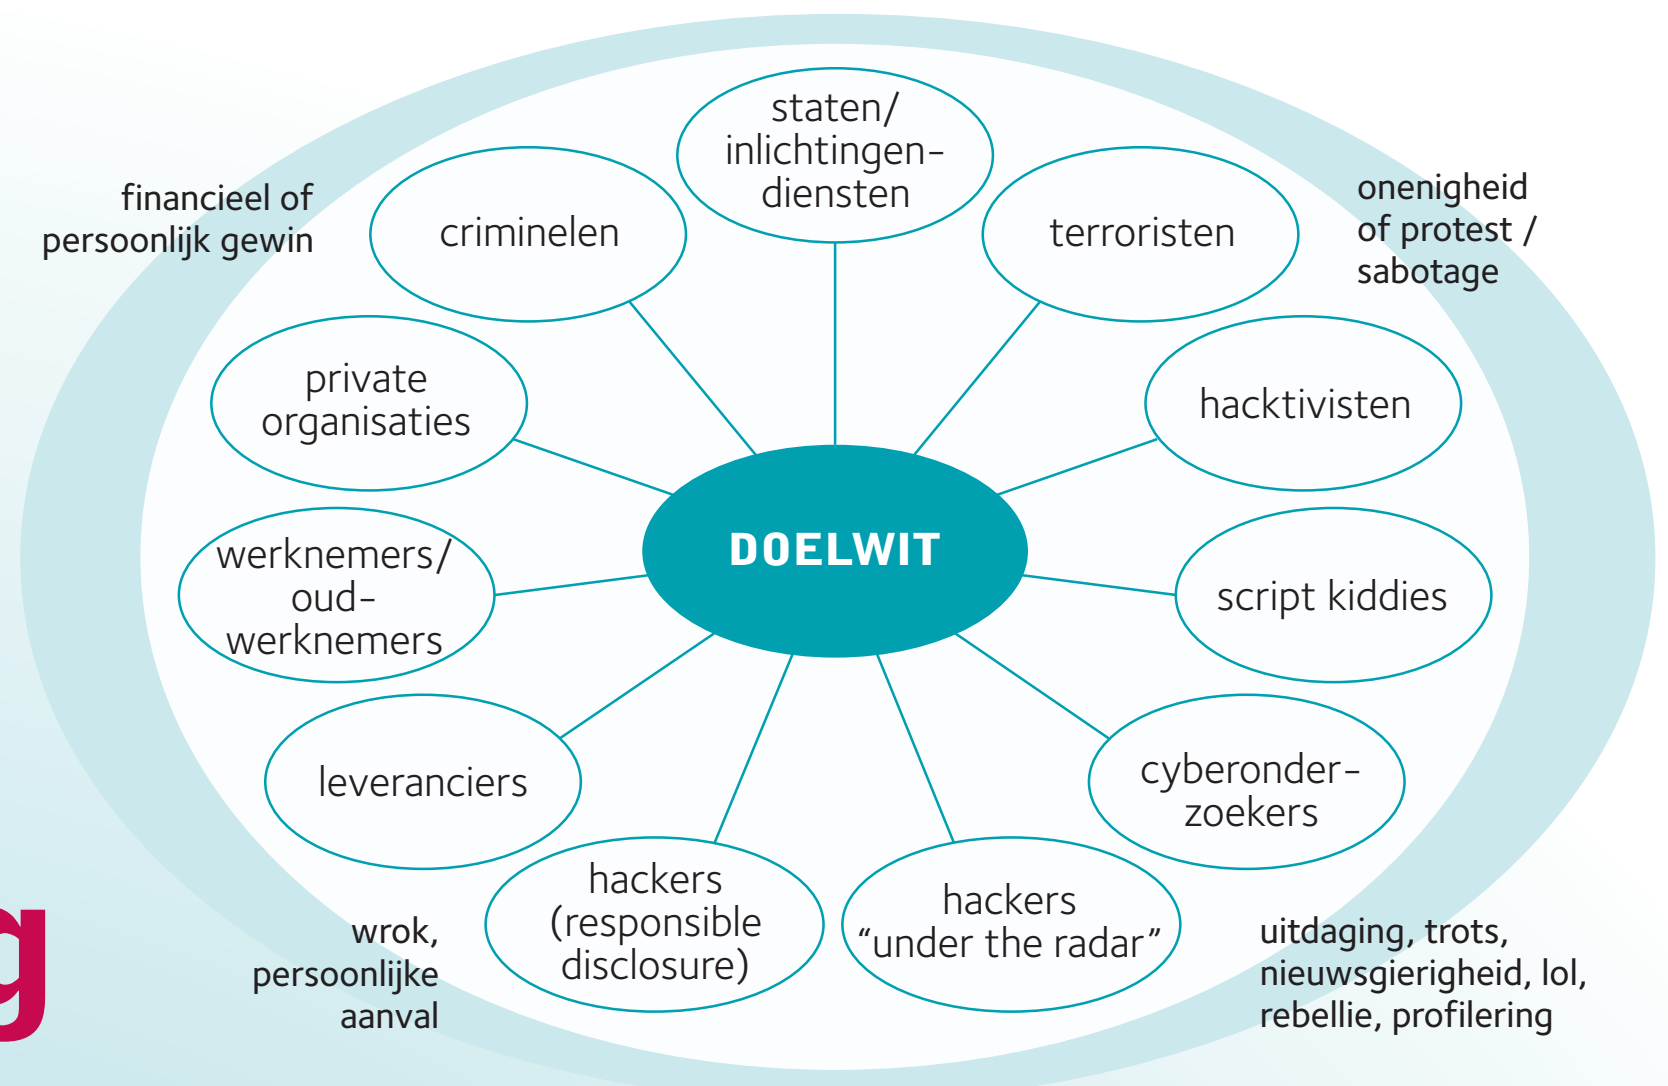 staten/
inlichtingen-
diensten
financieel of
persoonlijk gewin
criminelen
terroristen
onenigheid
of protest /
sabotage
private
organisaties
hacktivisten
DOELWIT
werknemers/
oud-
werknemers
script kiddies
leveranciers
cyberonder-
zoekers
hackers
(responsible
disclosure)
hackers
“under the radar”
wrok,
persoonlijke
aanval
uitdaging, trots,
nieuwsgierigheid, lol,
rebellie, profilering
g